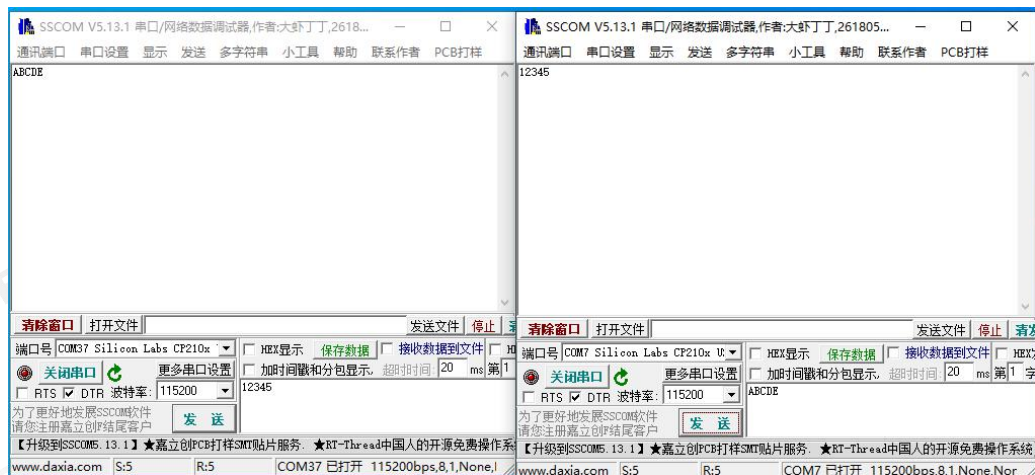 SSCOM V5.13.1 串口/网络数据调试器,作者:大虾丁丁,2618...
通讯端口 串口设置 显示 发送 多字符串 小工具 帮助 联系作者 PCB打样
ABCDE
清除窗口 打开文件 发送文件 停止
端口号 COM37 Silicon Labs CP210x HEX显示 保存数据 接收数据到文件
关闭串口 更多串口设置 加时间戳和分包显示, 超时时间: 20 ms 第1
RTS DTR 波特率: 115200 12345
为了更好地发展SSCOM软件
请您注册嘉立创F结尾客户
发 送
【升级到SSCOM5.13.1】★嘉立创PCB打样SMT贴片服务. ★RT-Thread中国人的开源免费操作系
www.daxia.com S:5 R:5 COM37 已打开 115200bps,8,1,None,
SSCOM V5.13.1 串口/网络数据调试器,作者:大虾丁丁,261805...
通讯端口 串口设置 显示 发送 多字符串 小工具 帮助 联系作者 PCB打样
12345
清除窗口 打开文件 发送文件 停止
端口号 COM7 Silicon Labs CP210x HEX显示 保存数据 接收数据到文件
关闭串口 更多串口设置 加时间戳和分包显示, 超时时间: 20 ms 第1 字
RTS DTR 波特率: 115200 ABCDE
为了更好地发展SSCOM软件
请您注册嘉立创F结尾客户
发 送
【升级到SSCOM5.13.1】★嘉立创PCB打样SMT贴片服务. ★RT-Thread中国人的开源免费操作系统
www.daxia.com S:5 R:5 COM7 已打开 115200bps,8,1,None,Nor